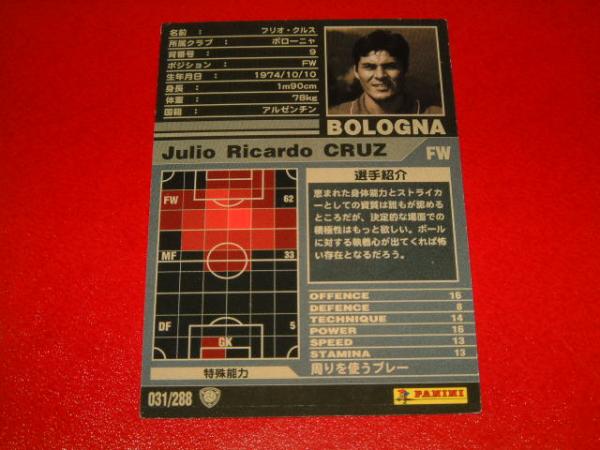 名前 : フリオ・クルス
所属クラブ : ボローニャ
背番号 : 9
ポジション : FW
生年月日 : 1974/10/10
身長 : 1m90cm
体重 : 78kg
国籍 : アルゼンチン
BOLOGNA
Julio Ricardo CRUZ FW
FW 62
MF 33
DF 5
GK
選手紹介
恵まれた身体能力とストライカ
ーとしての資質は誰もが認める
ところだが、決定的な場面での
積極性はもっと欲しい。ボール
に対する執着心が出てくれば怖
い存在となるだろう。
OFFENCE 16
DEFENCE 8
TECHNIQUE 14
POWER 16
SPEED 13
STAMINA 13
特殊能力 周りを使うプレー
031/288
PANINI